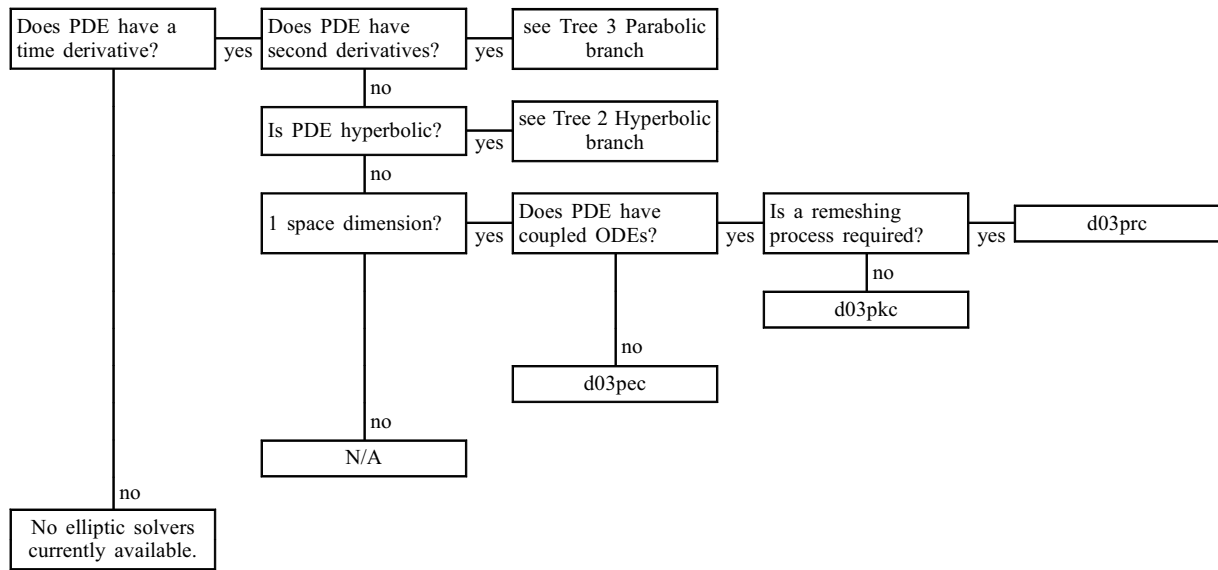 Does PDE have a
time derivative?
yes
Does PDE have
second derivatives?
yes
see Tree 3 Parabolic
branch
no
Is PDE hyperbolic?
yes
see Tree 2 Hyperbolic
branch
no
1 space dimension?
yes
Does PDE have
coupled ODEs?
yes
Is a remeshing
process required?
yes
d03prc
no
d03pkc
no
d03pec
no
N/A
no
No elliptic solvers
currently available.